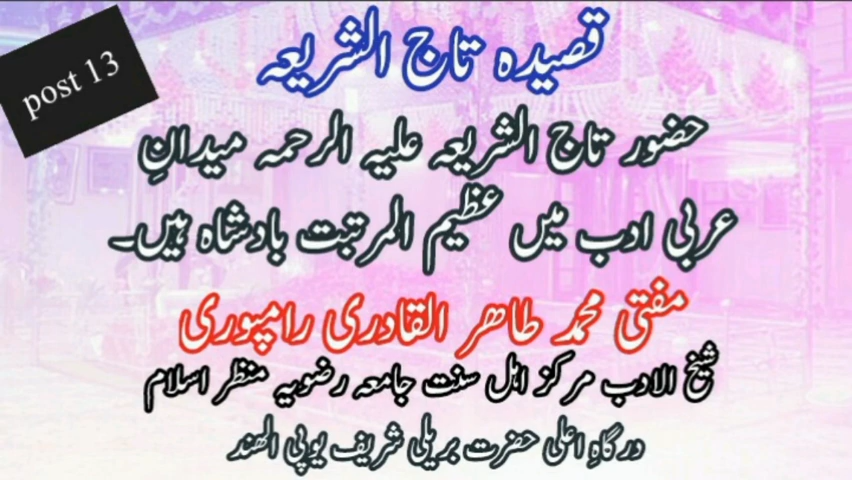 post 13
قصیدہ تاج الشریعہ
حضور تاج الشریعہ علیہ الرحمہ میدانِ
عربی ادب میں عظیم المرتبت بادشاہ ہیں۔
مفتی محمد طاھر القادری رامپوری
شیخ الادب مرکز اہل سنت جامعہ رضویہ منظر اسلام
درگاہِ اعلی حضرت بریلی شریف یوپی الھند